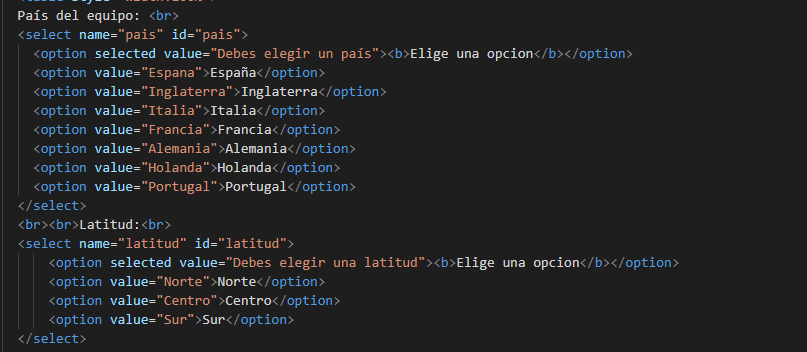 País del equipo: <br>
<select name="pais" id="pais">
<option selected value="Debes elegir un país"><b>Elige una opcion</b></option>
<option value="Espana">España</option>
<option value="Inglaterra">Inglaterra</option>
<option value="Italia">Italia</option>
<option value="Francia">Francia</option>
<option value="Alemania">Alemania</option>
<option value="Holanda">Holanda</option>
<option value="Portugal">Portugal</option>
</select>
<br><br>Latitud:<br>
<select name="latitud" id="latitud">
<option selected value="Debes elegir una latitud"><b>Elige una opcion</b></option>
<option value="Norte">Norte</option>
<option value="Centro">Centro</option>
<option value="Sur">Sur</option>
</select>